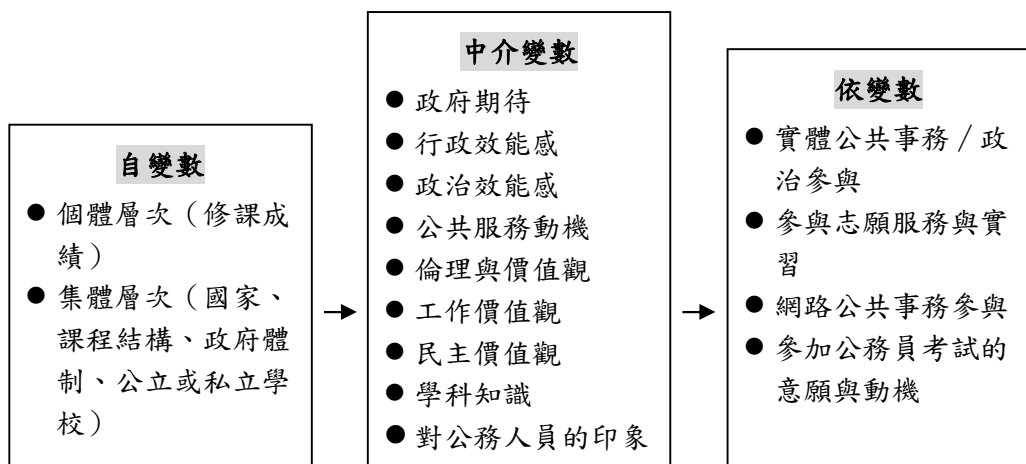 自變數
● 個體層次（修課成
績）
● 集體層次（國家、
課程結構、政府體
制、公立或私立學
校）
中介變數
● 政府期待
● 行政效能感
● 政治效能感
● 公共服務動機
● 倫理與價值觀
● 工作價值觀
● 民主價值觀
● 學科知識
● 對公務人員的印象
依變數
● 實體公共事務／政
治參與
● 參與志願服務與實
習
● 網路公共事務參與
● 參加公務員考試的
意願與動機